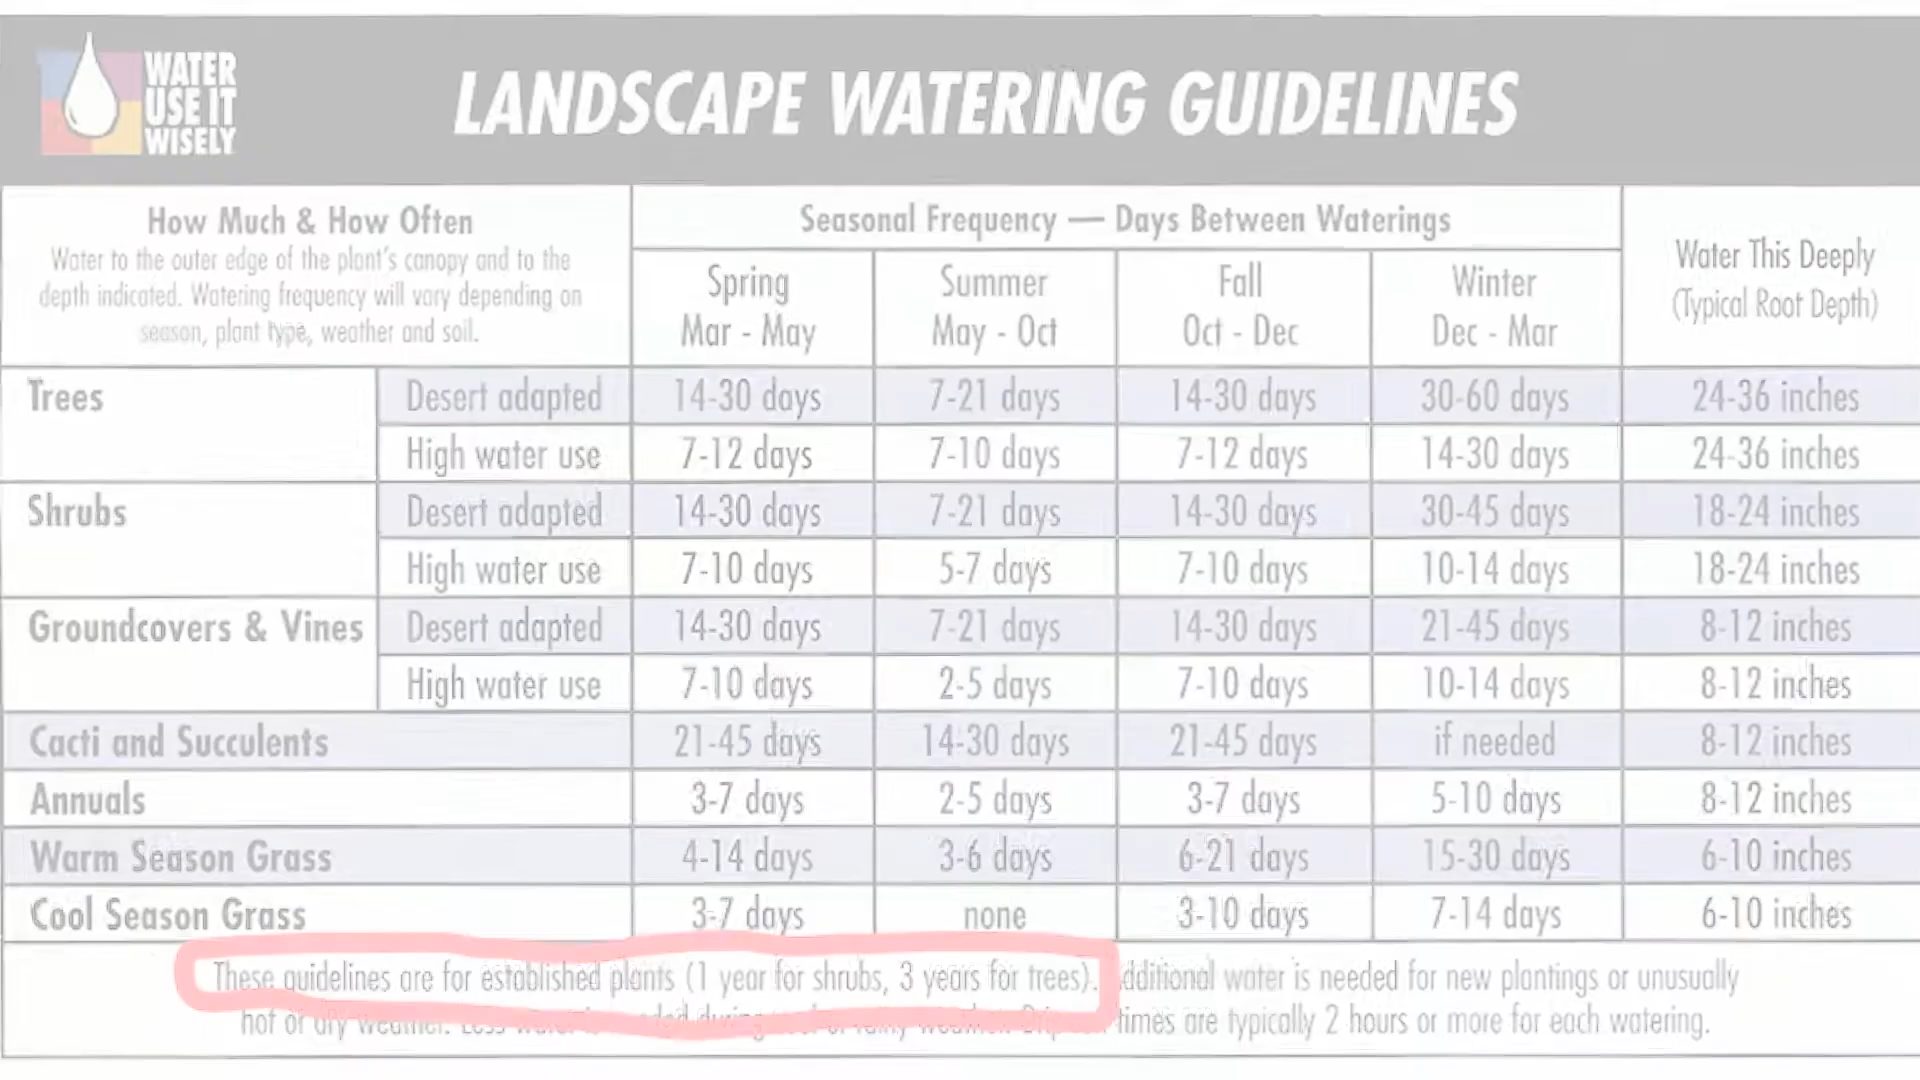 WATER
USE IT
WISELY
LANDSCAPE WATERING GUIDELINES
How Much & How Often
Water to the outer edge of the plant's canopy and to the
depth indicated. Watering frequency will vary depending on
season, plant type, weather and soil.
Seasonal Frequency — Days Between Waterings
Water This Deeply
(Typical Root Depth)
Spring
Mar - May
Summer
May - Oct
Fall
Oct - Dec
Winter
Dec - Mar
Trees Desert adapted 14-30 days 7-21 days 14-30 days 30-60 days 24-36 inches
High water use 7-12 days 7-10 days 7-12 days 14-30 days 24-36 inches
Shrubs Desert adapted 14-30 days 7-21 days 14-30 days 30-45 days 18-24 inches
High water use 7-10 days 5-7 days 7-10 days 10-14 days 18-24 inches
Groundcovers & Vines Desert adapted 14-30 days 7-21 days 14-30 days 21-45 days 8-12 inches
High water use 7-10 days 2-5 days 7-10 days 10-14 days 8-12 inches
Cacti and Succulents 21-45 days 14-30 days 21-45 days if needed 8-12 inches
Annuals 3-7 days 2-5 days 3-7 days 5-10 days 8-12 inches
Warm Season Grass 4-14 days 3-6 days 6-21 days 15-30 days 6-10 inches
Cool Season Grass 3-7 days none 3-10 days 7-14 days 6-10 inches
These guidelines are for established plants (1 year for shrubs, 3 years for trees). water is needed for new plantings or unusually
hot or dry weather. Less water during weather. times are typically 2 hours or more for each watering.